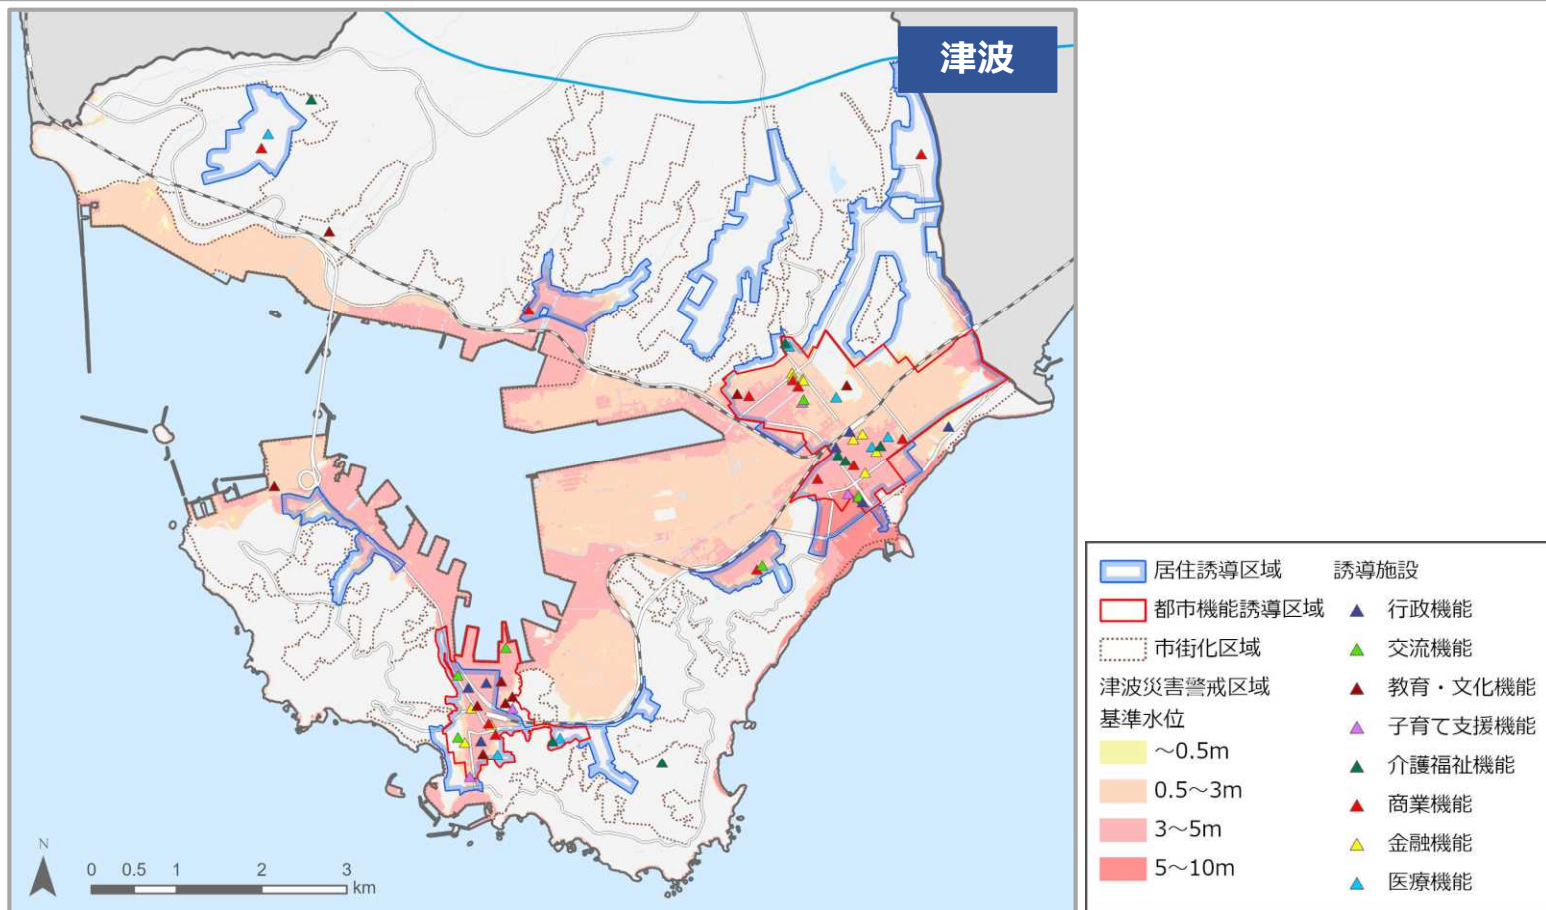 津波
N
0 0.5 1 2 3
km
居住誘導区域
都市機能誘導区域
市街化区域
津波災害警戒区域
基準水位
～0.5m
0.5～3m
3～5m
5～10m
誘導施設
行政機能
交流機能
教育・文化機能
子育て支援機能
介護福祉機能
商業機能
金融機能
医療機能